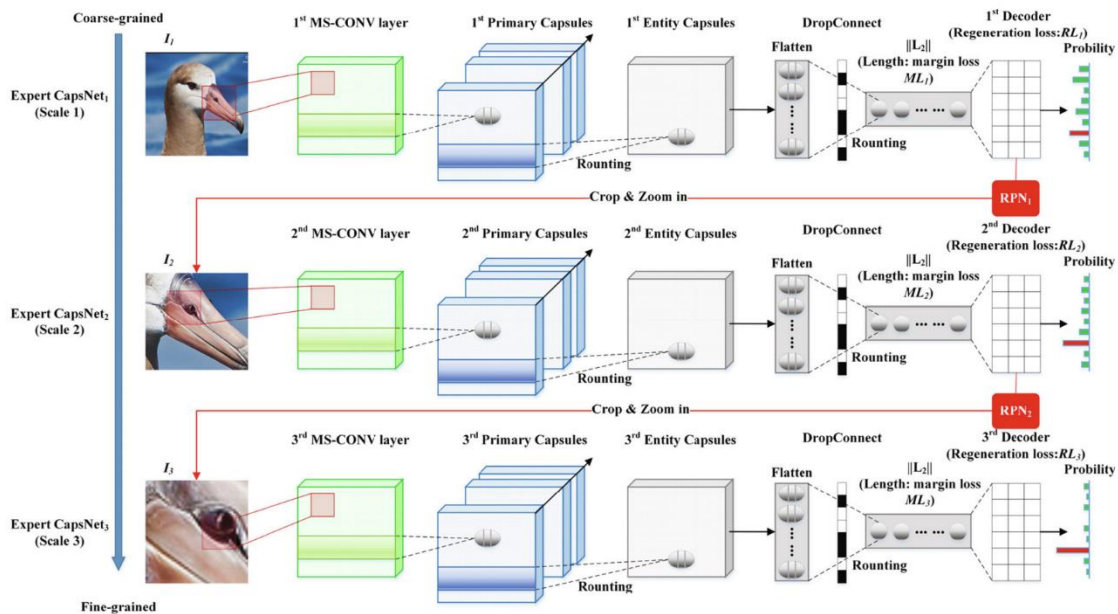 Coarse-grained
1st MS-CONV layer
1st Primary Capsules
1st Entity Capsules
DropConnect
1st Decoder
(Regeneration loss:RL1)
I1
Flatten
||L2||
(Length: margin loss
ML1)
Probility
Expert CapsNet1
(Scale 1)
Rounting
Rounting
Crop & Zoom in
RPN1
2nd MS-CONV layer
2nd Primary Capsules
2nd Entity Capsules
DropConnect
2nd Decoder
(Regeneration loss:RL2)
I2
Flatten
||L2||
(Length: margin loss
ML2)
Probility
Expert CapsNet2
(Scale 2)
Rounting
Rounting
Crop & Zoom in
RPN2
3rd MS-CONV layer
3rd Primary Capsules
3rd Entity Capsules
DropConnect
3rd Decoder
(Regeneration loss:RL3)
I3
Flatten
||L2||
(Length: margin loss
ML3)
Probility
Expert CapsNet3
(Scale 3)
Rounting
Rounting
Fine-grained